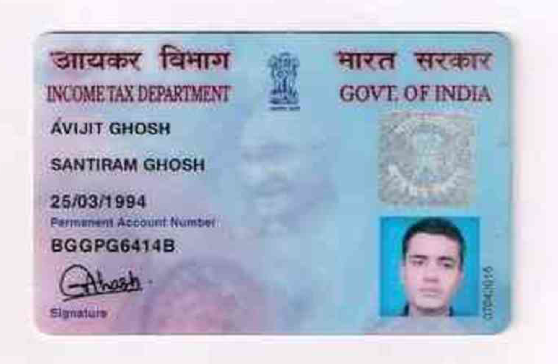 आयकर विभाग
INCOME TAX DEPARTMENT
भारत सरकार
GOVT. OF INDIA
AVIJIT GHOSH
SANTIRAM GHOSH
25/03/1994
Permanent Account Number
BGGPG6414B
Ghosh.
Signature